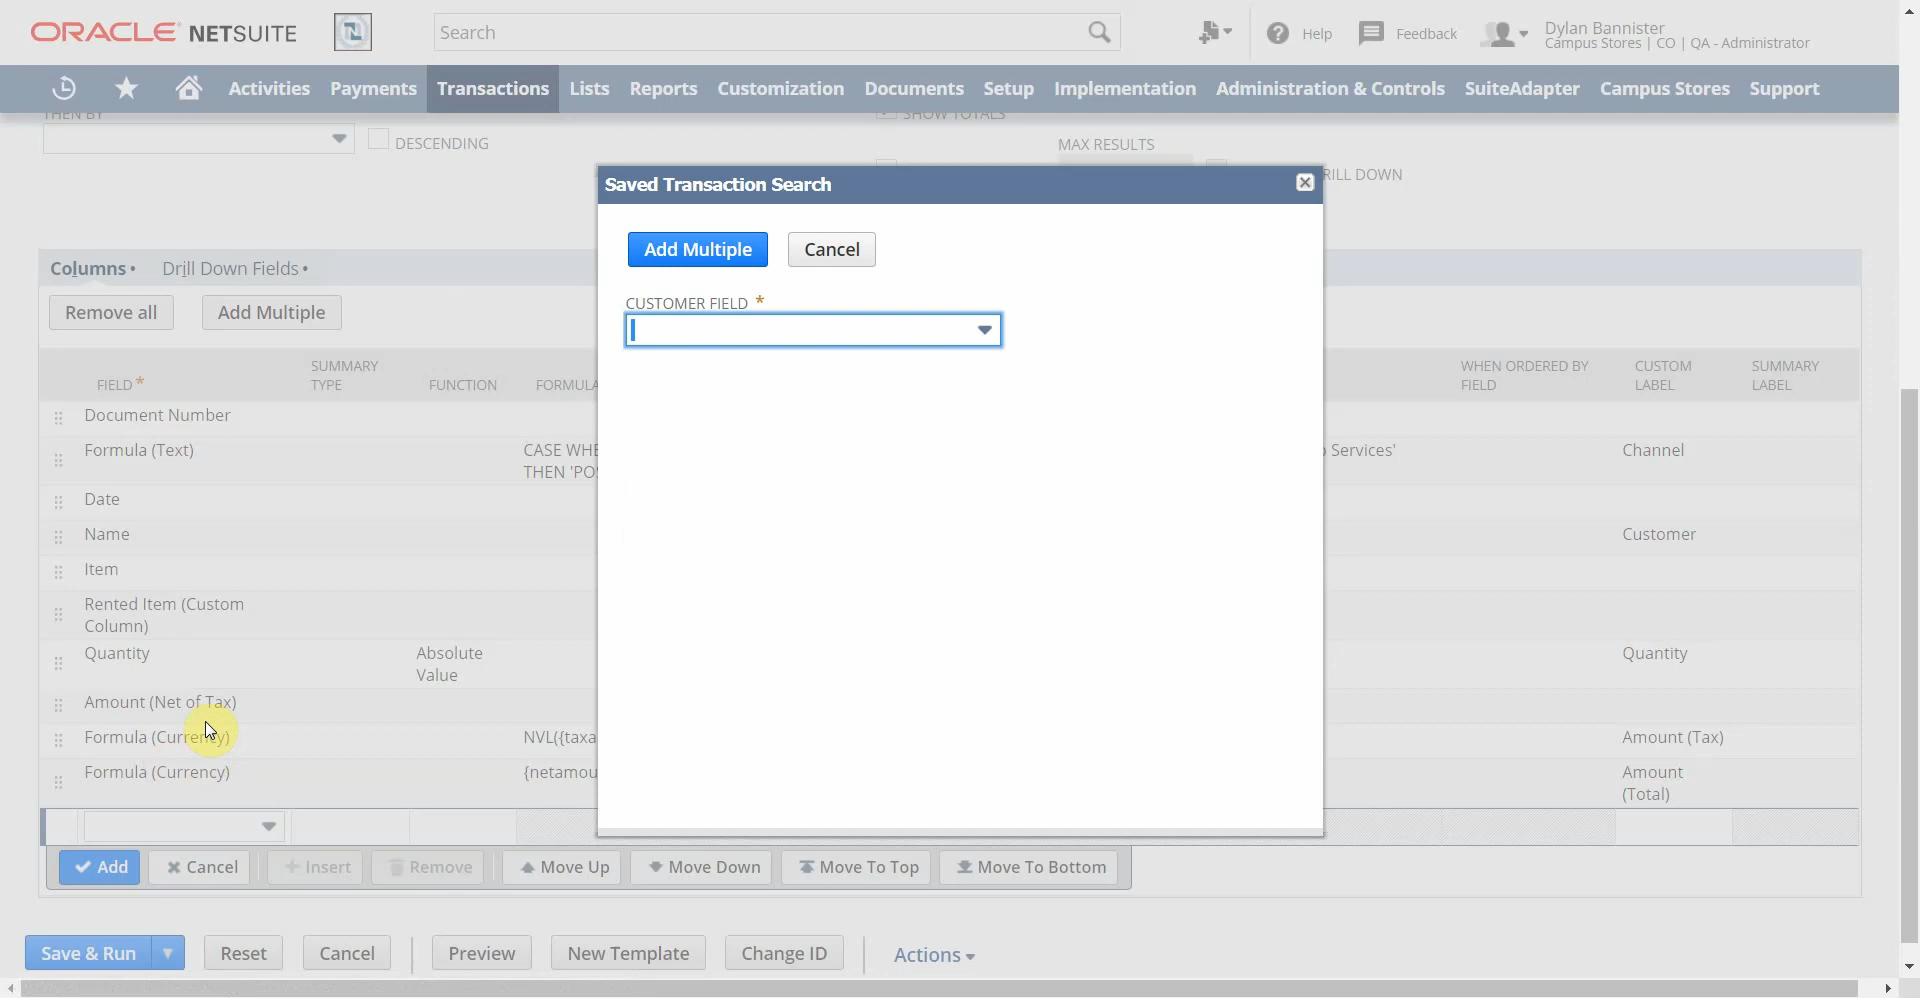 ORACLE NETSUITE
Search
Help
Feedback
Dylan Bannister
Campus Stores | CO | QA - Administrator
Activities
Payments
Transactions
Lists
Reports
Customization
Documents
Setup
Implementation
Administration & Controls
SuiteAdapter
Campus Stores
Support
THEN BY
SHOW TOTALS
DESCENDING
MAX RESULTS
RILL DOWN
Saved Transaction Search
Add Multiple
Cancel
CUSTOMER FIELD *
Columns •
Drill Down Fields •
Remove all
Add Multiple
FIELD *
SUMMARY TYPE
FUNCTION
FORMULA
WHEN ORDERED BY FIELD
CUSTOM LABEL
SUMMARY LABEL
Document Number
Formula (Text)
CASE WHE
THEN 'PO
Services'
Channel
Date
Name
Customer
Item
Rented Item (Custom
Column)
Quantity
Absolute
Value
Quantity
Amount (Net of Tax)
Formula (Currency)
NVL({taxa
Amount (Tax)
Formula (Currency)
{netamou
Amount
(Total)
Add
Cancel
Insert
Remove
Move Up
Move Down
Move To Top
Move To Bottom
Save & Run
Reset
Cancel
Preview
New Template
Change ID
Actions